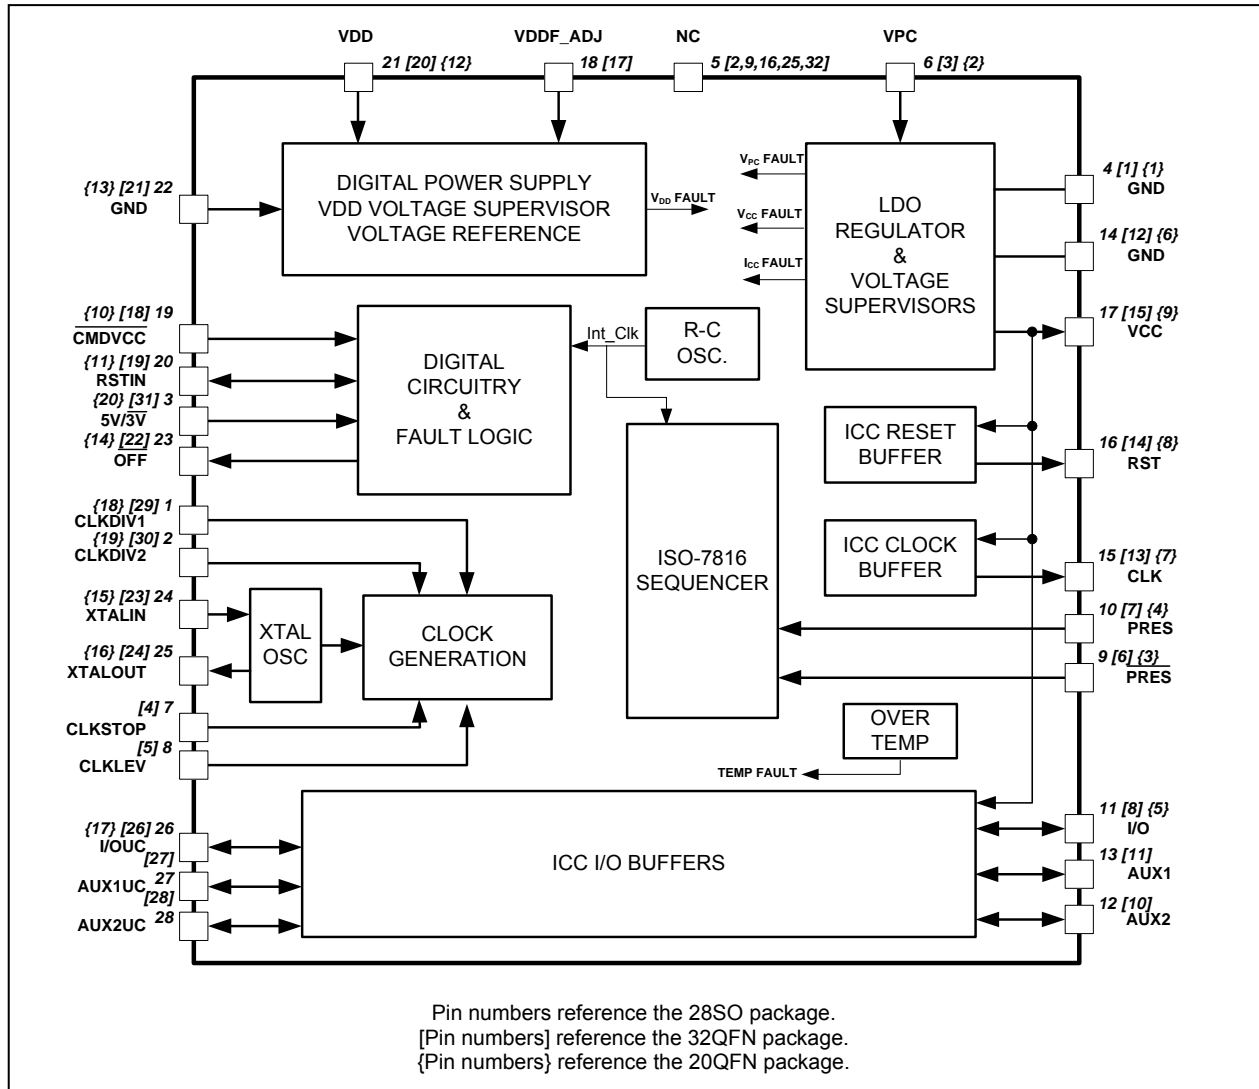 VDD
21 [20] {12}
VDDF_ADJ
18 [17]
NC
5 [2,9,16,25,32]
VPC
6 [3] {2}
{13} [21] 22
GND
DIGITAL POWER SUPPLY
VDD VOLTAGE SUPERVISOR
VOLTAGE REFERENCE
VDD FAULT
VPC FAULT
VCC FAULT
ICC FAULT
LDO
REGULATOR
&
VOLTAGE
SUPERVISORS
4 [1] {1}
GND
14 [12] {6}
GND
17 [15] {9}
VCC
{10} [18] 19
CMDVCC
{11} [19] 20
RSTIN
{20} [31] 3
5V/3V
{14} [22] 23
OFF
DIGITAL
CIRCUITRY
&
FAULT LOGIC
Int_Clk
R-C
OSC.
ICC RESET
BUFFER
16 [14] {8}
RST
{18} [29] 1
CLKDIV1
{19} [30] 2
CLKDIV2
{15} [23] 24
XTALIN
{16} [24] 25
XTALOUT
[4] 7
CLKSTOP
[5] 8
CLKLEV
XTAL
OSC
CLOCK
GENERATION
ISO-7816
SEQUENCER
ICC CLOCK
BUFFER
15 [13] {7}
CLK
10 [7] {4}
PRES
9 [6] {3}
PRES
OVER
TEMP
TEMP FAULT
{17} [26] 26
I/OUC
[27]
27
AUX1UC
[28]
28
AUX2UC
ICC I/O BUFFERS
11 [8] {5}
I/O
13 [11]
AUX1
12 [10]
AUX2
Pin numbers reference the 28SO package.
[Pin numbers] reference the 32QFN package.
{Pin numbers} reference the 20QFN package.